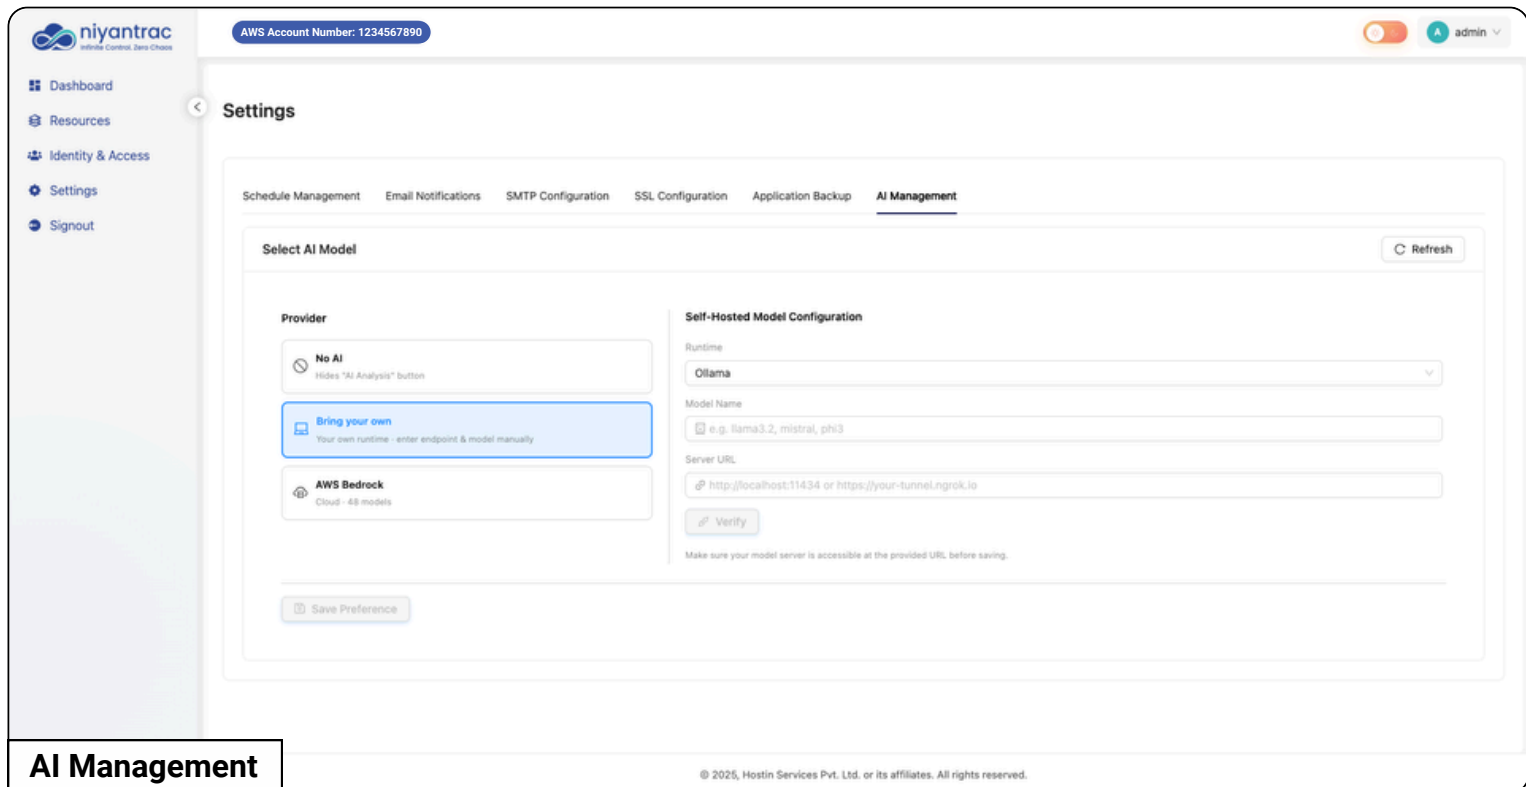 niyantrac
Infinite Control. Zero Chaos
AWS Account Number: 1234567890
A admin
Dashboard
Resources
Identity & Access
Settings
Signout
Settings
Schedule Management Email Notifications SMTP Configuration SSL Configuration Application Backup AI Management
Select AI Model
Refresh
Provider
No AI
Hides "AI Analysis" button
Bring your own
Your own runtime - enter endpoint & model manually
AWS Bedrock
Cloud - 48 models
Self-Hosted Model Configuration
Runtime
Ollama
Model Name
e.g. llama3.2, mistral, phi3
Server URL
http://localhost:11434 or https://your-tunnel.ngrok.io
Verify
Make sure your model server is accessible at the provided URL before saving.
Save Preference
AI Management
© 2025, Hostin Services Pvt. Ltd. or its affiliates. All rights reserved.